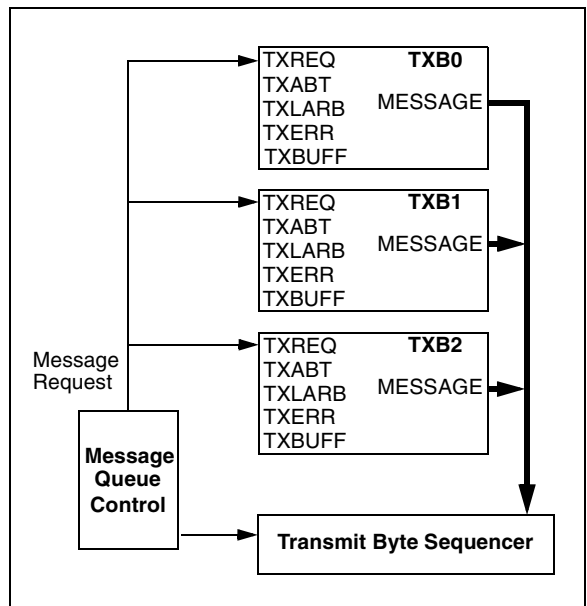 TXREQ TXB0
TXABT
MESSAGE
TXLARB
TXERR
TXBUFF
TXREQ TXB1
TXABT
MESSAGE
TXLARB
TXERR
TXBUFF
TXREQ TXB2
TXABT
MESSAGE
TXLARB
TXERR
TXBUFF
Message
Request
Message
Queue
Control
Transmit Byte Sequencer